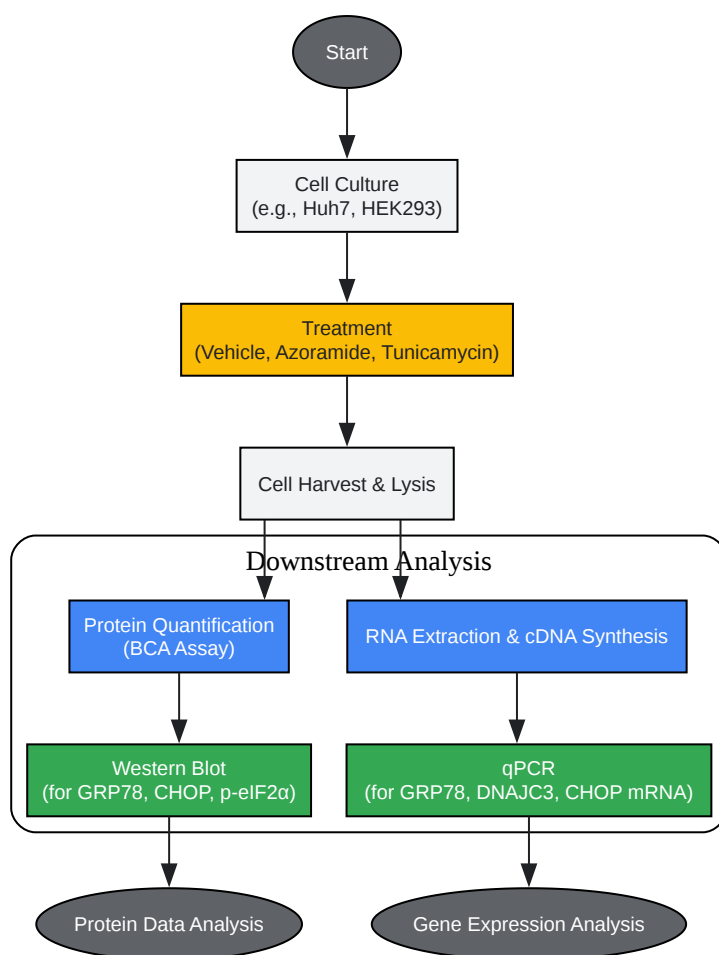 Start
Cell Culture
(e.g., Huh7, HEK293)
Treatment
(Vehicle, Azoramide, Tunicamycin)
Cell Harvest & Lysis
Downstream Analysis
Protein Quantification
(BCA Assay)
RNA Extraction & cDNA Synthesis
Western Blot
(for GRP78, CHOP, p-eIF2α)
qPCR
(for GRP78, DNAJC3, CHOP mRNA)
Protein Data Analysis
Gene Expression Analysis